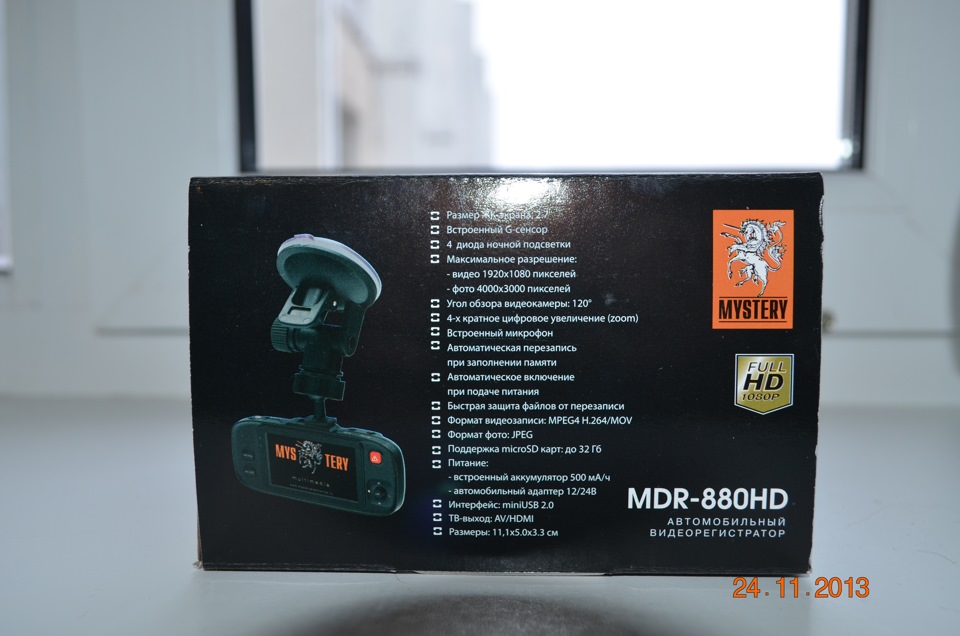 Размер ЖК-экрана: 2.7"
Встроенный G-сенсор
4 диода ночной подсветки
Максимальное разрешение:
- видео 1920x1080 пикселей
- фото 4000x3000 пикселей
Угол обзора видеокамеры: 120°
4-х кратное цифровое увеличение (zoom)
Встроенный микрофон
Автоматическая перезапись
при заполнении памяти
Автоматическое включение
при подаче питания
Быстрая защита файлов от перезаписи
Формат видеозаписи: MPEG4 H.264/MOV
Формат фото: JPEG
Поддержка microSD карт: до 32 Гб
Питание:
- встроенный аккумулятор 500 мА/ч
- автомобильный адаптер 12/24В
Интерфейс: miniUSB 2.0
ТВ-выход: AV/HDMI
Размеры: 11,1x5.0x3.3 см
MYSTERY
FULL
HD
1080P
MYS TERY
multimedia
MDR-880HD
АВТОМОБИЛЬНЫЙ
ВИДЕОРЕГИСТРАТОР
24.11.2013